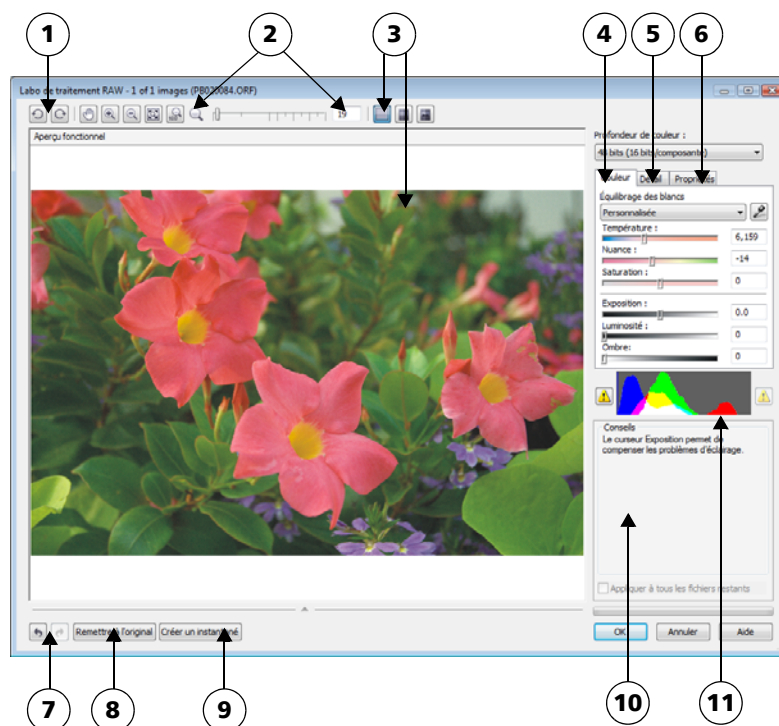 1 2 3 4 5 6
Labo de traitement RAW - 1 of 1 images (PB020084.ORF)
19
Aperçu fonctionnel
Profondeur de couleur :
48 bits (16 bits/composante)
Couleur Détail Propriétés
Équilibrage des blancs
Personnalisée
Température :
6,159
Nuance :
-14
Saturation :
0
Exposition :
0.0
Luminosité :
0
Ombre:
0
Conseils
Le curseur Exposition permet de
compenser les problèmes d'éclairage.
Appliquer à tous les fichiers restants
Remettre à l'original Créer un instantané
OK Annuler Aide
7 8 9 10 11